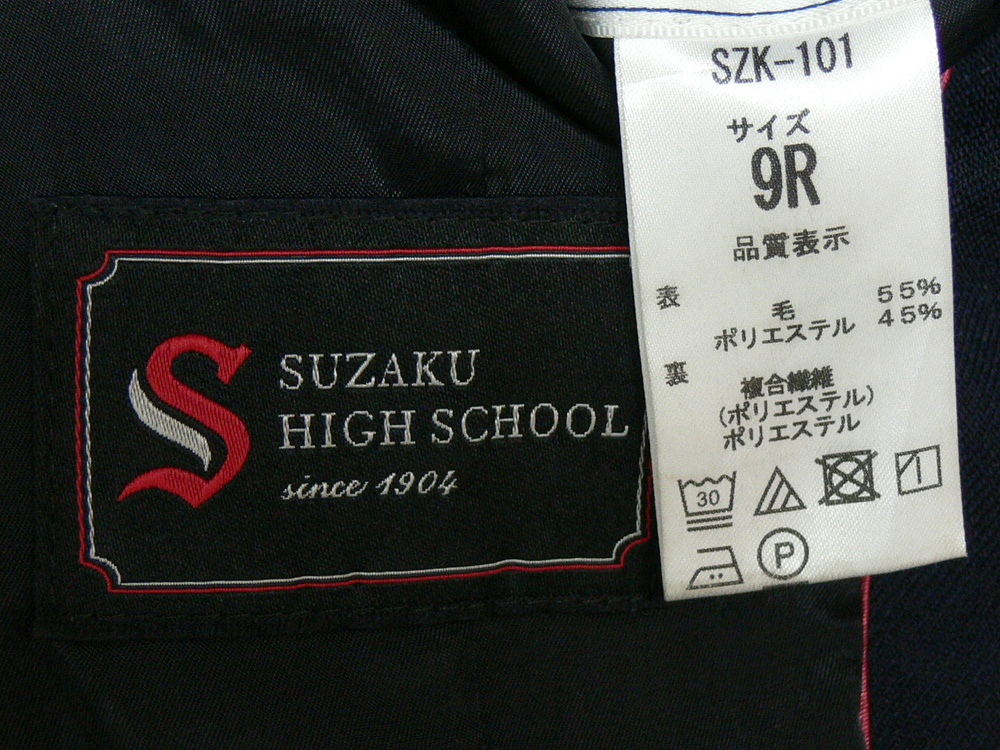 S
SUZAKU
HIGH SCHOOL
since 1904
SZK-101
サイズ
9R
品質表示
表
毛 55%
ポリエステル 45%
裏
複合繊維
(ポリエステル)
ポリエステル
30
P